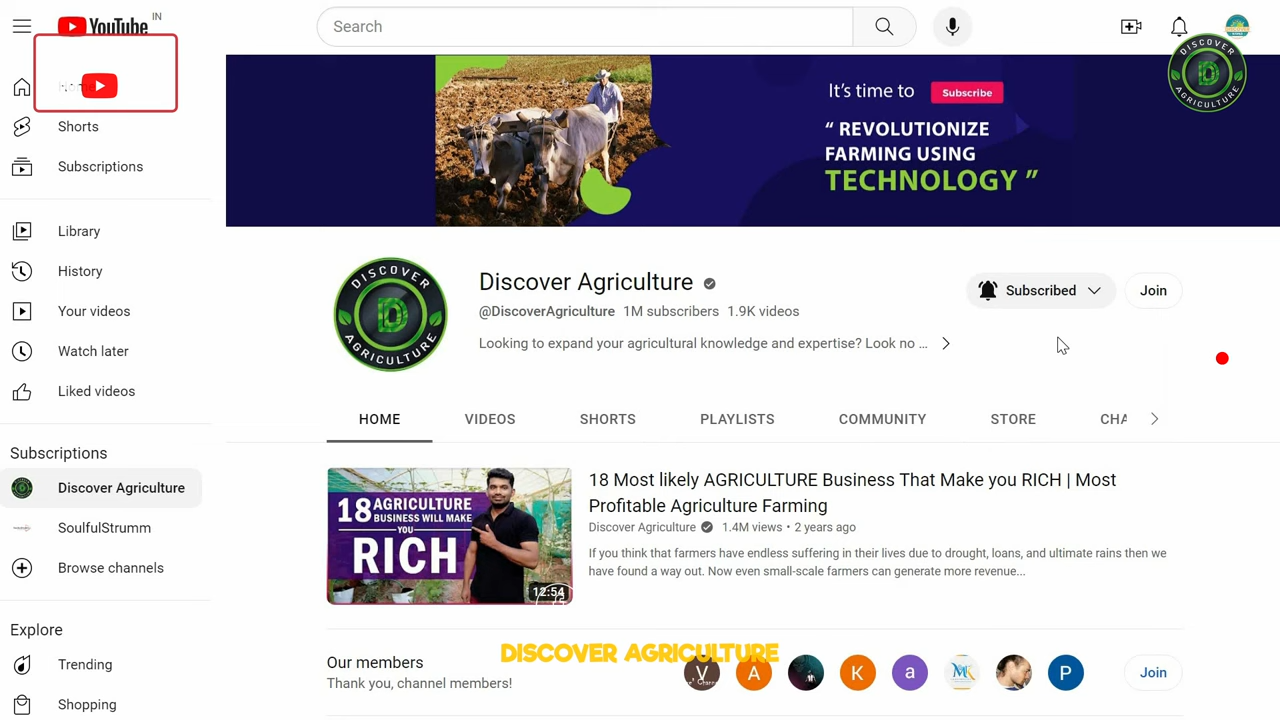 YouTube IN
Search
Shorts
Subscriptions
Library
History
Your videos
Watch later
Liked videos
Subscriptions
Discover Agriculture
SoulfulStrumm
Browse channels
Explore
Trending
Shopping
It's time to Subscribe
“ REVOLUTIONIZE
FARMING USING
TECHNOLOGY ”
DISCOVER
D
AGRICULTURE
DISCOVER
D
AGRICULTURE
Discover Agriculture
@DiscoverAgriculture 1M subscribers 1.9K videos
Looking to expand your agricultural knowledge and expertise? Look no ...
Subscribed
Join
HOME VIDEOS SHORTS PLAYLISTS COMMUNITY STORE CHA
18 AGRICULTURE
BUSINESS WILL MAKE
YOU
RICH
12:54
18 Most likely AGRICULTURE Business That Make you RICH | Most
Profitable Agriculture Farming
Discover Agriculture 1.4M views • 2 years ago
If you think that farmers have endless suffering in their lives due to drought, loans, and ultimate rains then we
have found a way out. Now even small-scale farmers can generate more revenue...
Our members
Thank you, channel members!
DISCOVER AGRICULTURE
V A K a P
Join